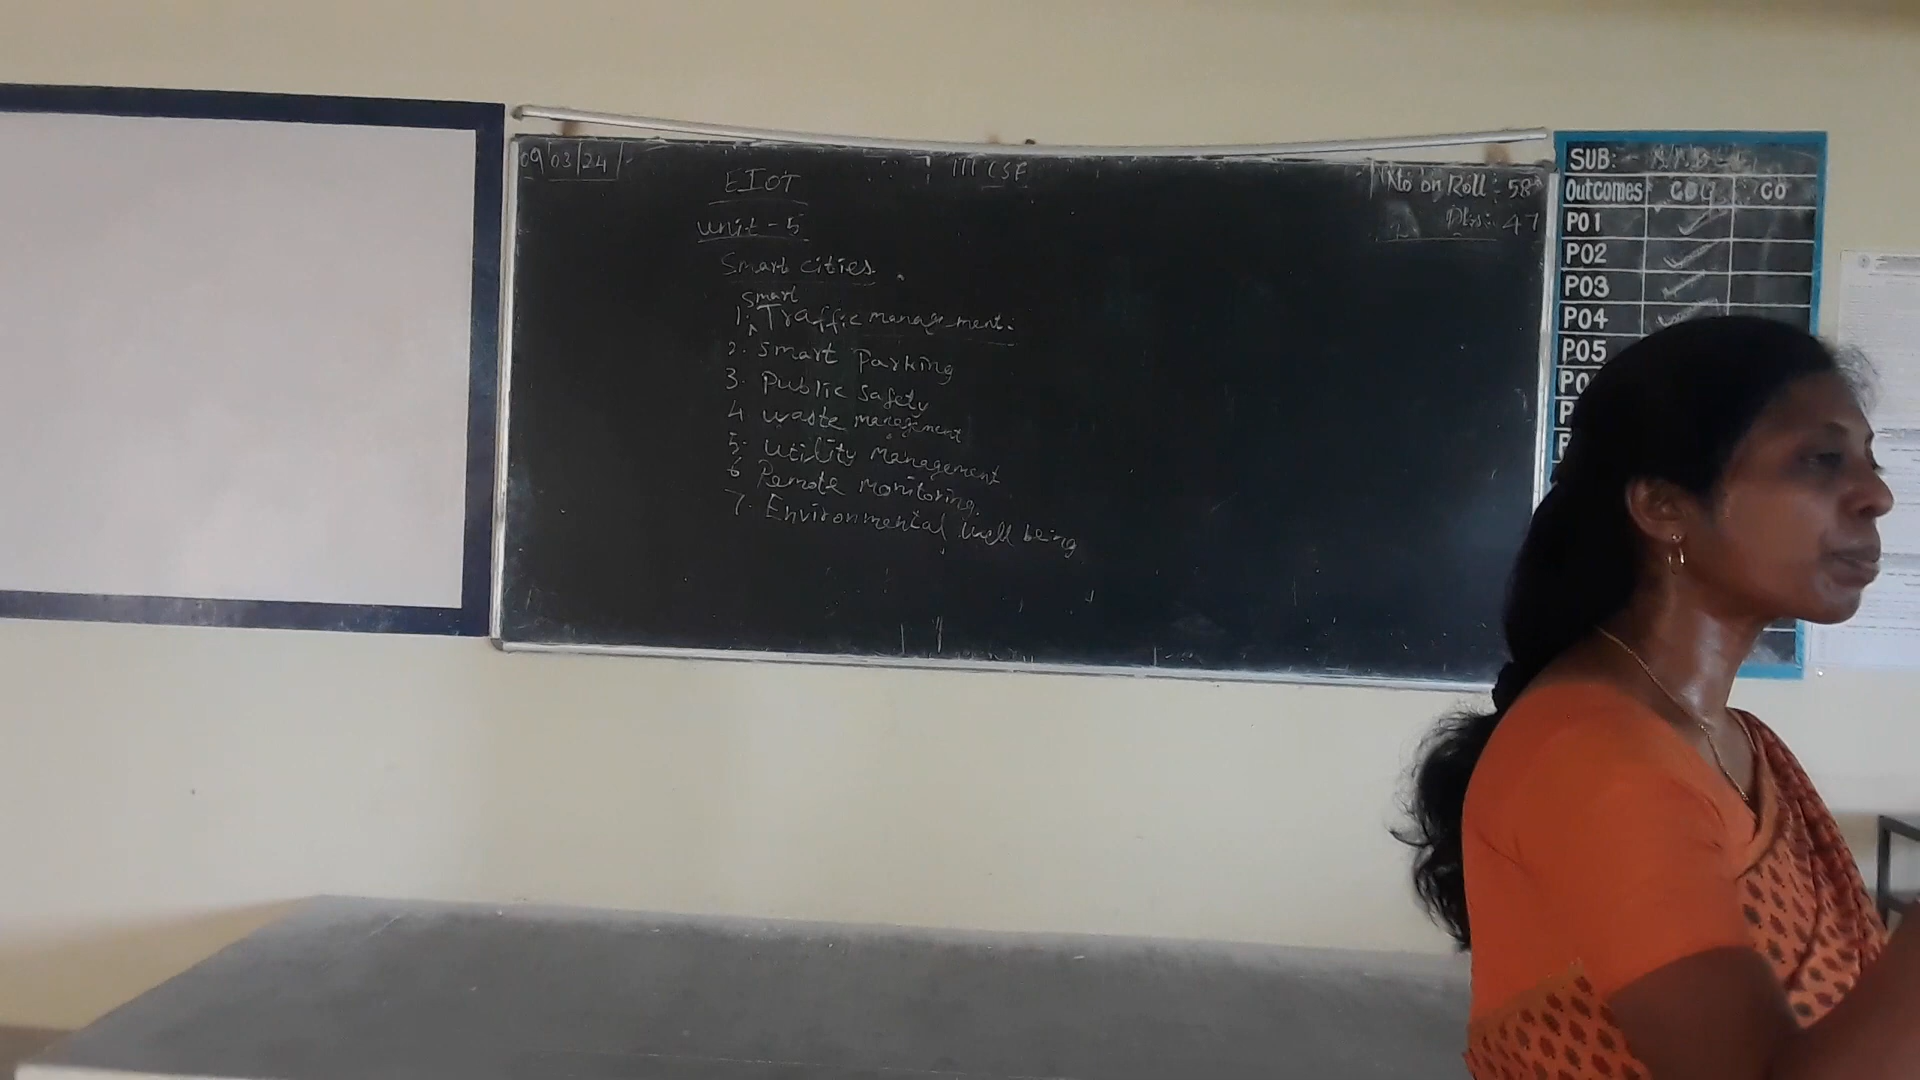 09/03/24
III CSE
No on Roll : 58
47
EIOT
Unit - 5
Smart cities.
Smart
1. Traffic management.
2. Smart Parking
3. Public Safety
4. Waste management
5. Utility Management
6 Remote Monitoring.
7. Environmental Well being
SUB:
Outcomes CO4 CO
PO1
PO2
PO3
PO4
PO5